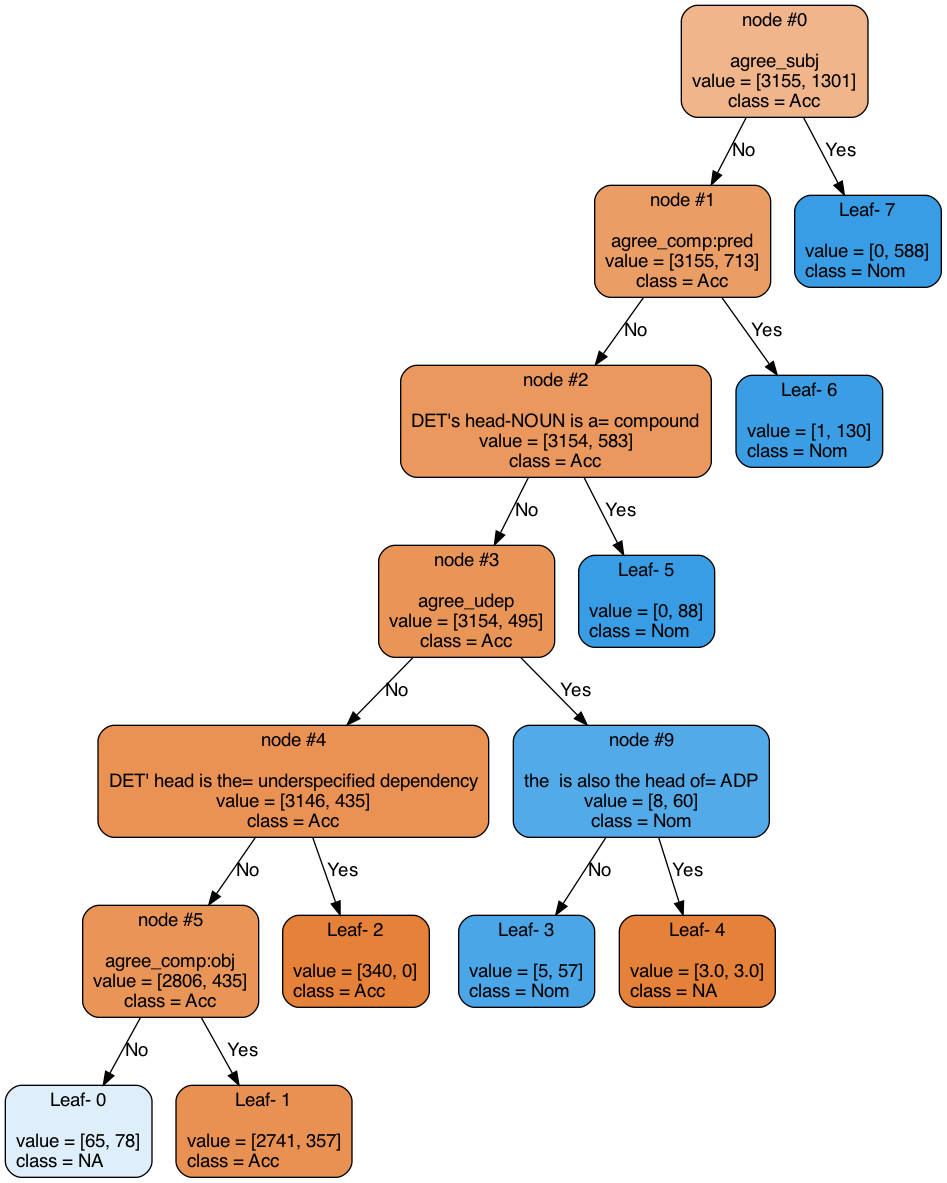 node #0
agree_subj
value = [3155, 1301]
class = Acc
No
Yes
node #1
agree_comp:pred
value = [3155, 713]
class = Acc
Leaf- 7
value = [0, 588]
class = Nom
No
Yes
node #2
DET's head-NOUN is a= compound
value = [3154, 583]
class = Acc
Leaf- 6
value = [1, 130]
class = Nom
No
Yes
node #3
agree_udep
value = [3154, 495]
class = Acc
Leaf- 5
value = [0, 88]
class = Nom
No
Yes
node #4
DET' head is the= underspecified dependency
value = [3146, 435]
class = Acc
node #9
the  is also the head of= ADP
value = [8, 60]
class = Nom
No
Yes
No
Yes
node #5
agree_comp:obj
value = [2806, 435]
class = Acc
Leaf- 2
value = [340, 0]
class = Acc
Leaf- 3
value = [5, 57]
class = Nom
Leaf- 4
value = [3.0, 3.0]
class = NA
No
Yes
Leaf- 0
value = [65, 78]
class = NA
Leaf- 1
value = [2741, 357]
class = Acc